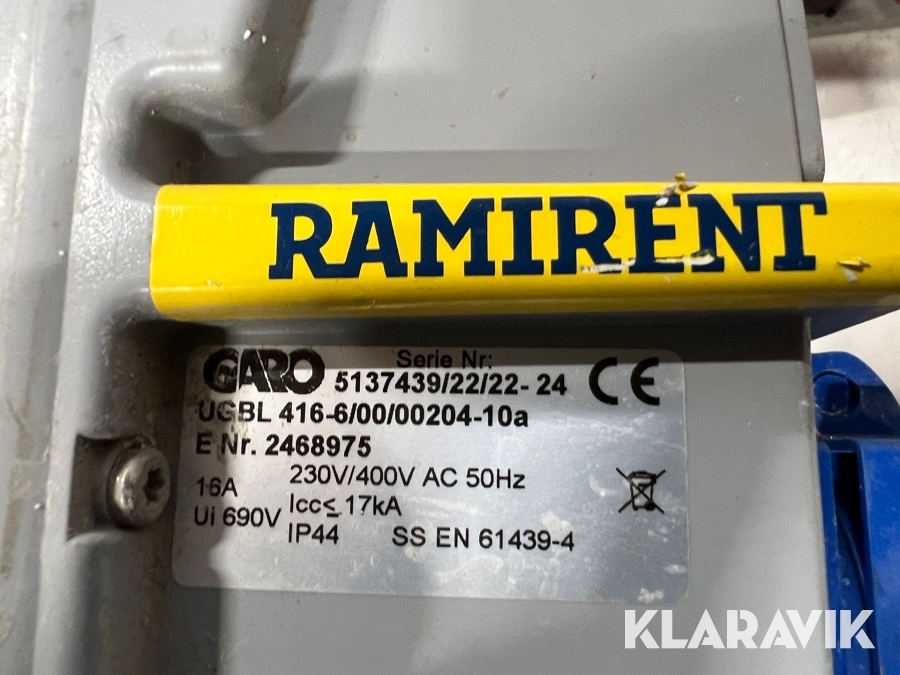 RAMIRENT
GARO Serie Nr:
5137439/22/22- 24 CE
UGBL 416-6/00/00204-10a
E Nr. 2468975
16A 230V/400V AC 50Hz
Ui 690V Icc≤ 17kA
IP44 SS EN 61439-4
KLARAVIK